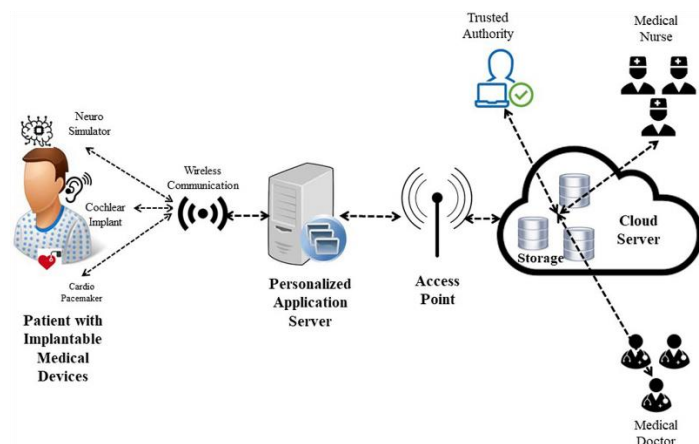 Trusted
Authority
Medical
Nurse
Neuro
Simulator
Wireless
Communication
Cochlear
Implant
Cloud
Server
Storage
Cardio
Pacemaker
Personalized
Application
Server
Access
Point
Patient with
Implantable
Medical
Devices
Medical
Doctor